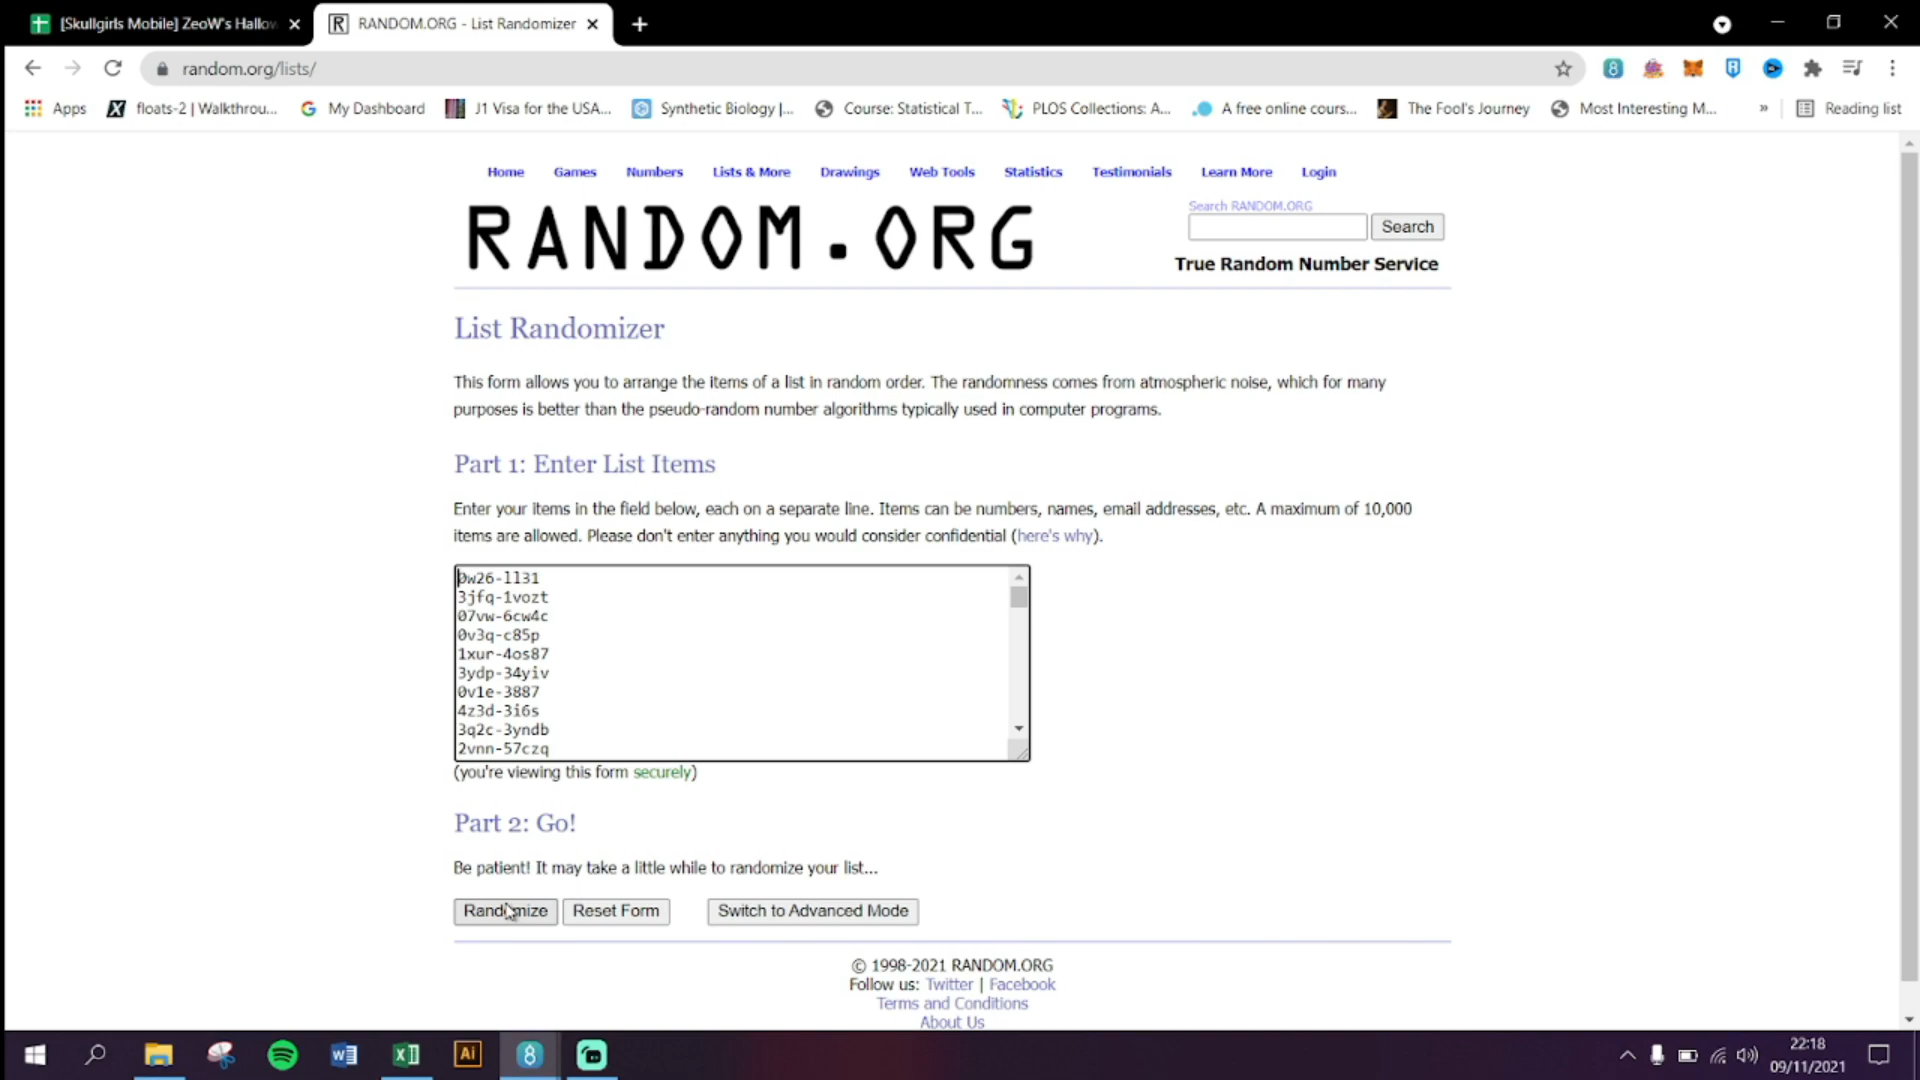 [Skullgirls Mobile] ZeoW's Hallow
RANDOM.ORG - List Randomizer
random.org/lists/
Apps
floats-2 | Walkthrou...
My Dashboard
J1 Visa for the USA...
Synthetic Biology |...
Course: Statistical T...
PLOS Collections: A...
A free online cours...
The Fool's Journey
Most Interesting M...
»
Reading list
Home Games Numbers Lists & More Drawings Web Tools Statistics Testimonials Learn More Login
RANDOM.ORG
Search RANDOM.ORG
Search
True Random Number Service
List Randomizer
This form allows you to arrange the items of a list in random order. The randomness comes from atmospheric noise, which for many
purposes is better than the pseudo-random number algorithms typically used in computer programs.
Part 1: Enter List Items
Enter your items in the field below, each on a separate line. Items can be numbers, names, email addresses, etc. A maximum of 10,000
items are allowed. Please don't enter anything you would consider confidential (here's why).
0w26-ll31
3jfq-1vozt
07vw-6cw4c
0v3q-c85p
1xur-4os87
3ydp-34yiv
0v1e-3887
4z3d-3i6s
3q2c-3yndb
2vnn-57czq
(you're viewing this form securely)
Part 2: Go!
Be patient! It may take a little while to randomize your list...
Randomize Reset Form Switch to Advanced Mode
© 1998-2021 RANDOM.ORG
Follow us: Twitter | Facebook
Terms and Conditions
About Us
22:18
09/11/2021